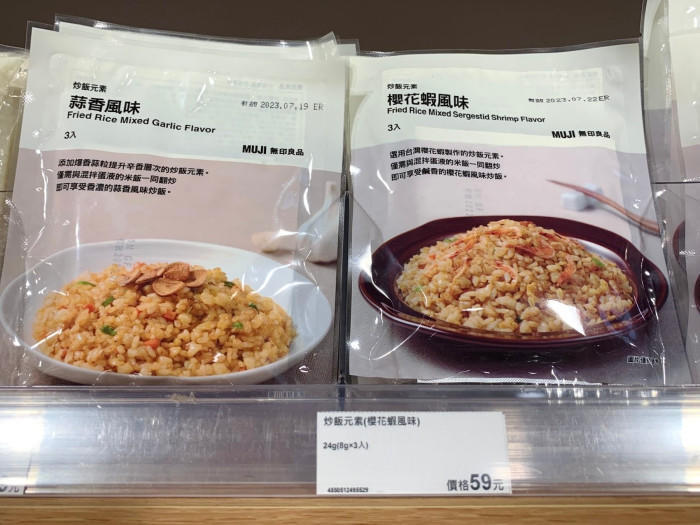 炒飯元素
蒜香風味
Fried Rice Mixed Garlic Flavor
3入
有效 2023.07.19 ER
MUJI 無印良品
添加爆香蒜粒提升辛香層次的炒飯元素。
僅需與混拌蛋液的米飯一同翻炒
即可享受香濃的蒜香風味炒飯。
炒飯元素
櫻花蝦風味
Fried Rice Mixed Sergestid Shrimp Flavor
3入
有效 2023.07.22 ER
MUJI 無印良品
選用台灣櫻花蝦製作的炒飯元素。
僅需與混拌蛋液的米飯一同翻炒
即可享受鹹香的櫻花蝦風味炒飯。
炒飯元素(櫻花蝦風味)
24g(8g×3入)
4550512495529
價格59元
元